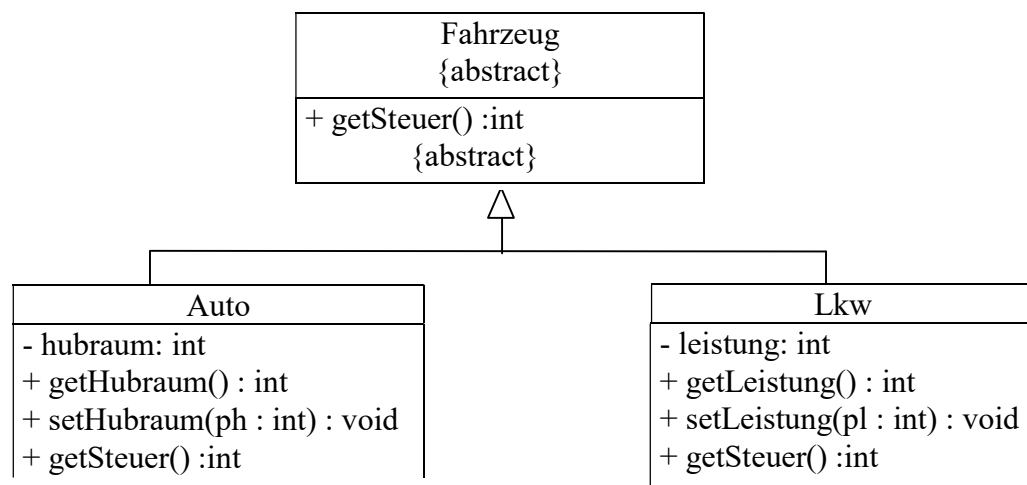 Fahrzeug
{abstract}
+ getSteuer() :int
{abstract}
Auto
- hubraum: int
+ getHubraum() : int
+ setHubraum(ph : int) : void
+ getSteuer() :int
Lkw
- leistung: int
+ getLeistung() : int
+ setLeistung(pl : int) : void
+ getSteuer() :int